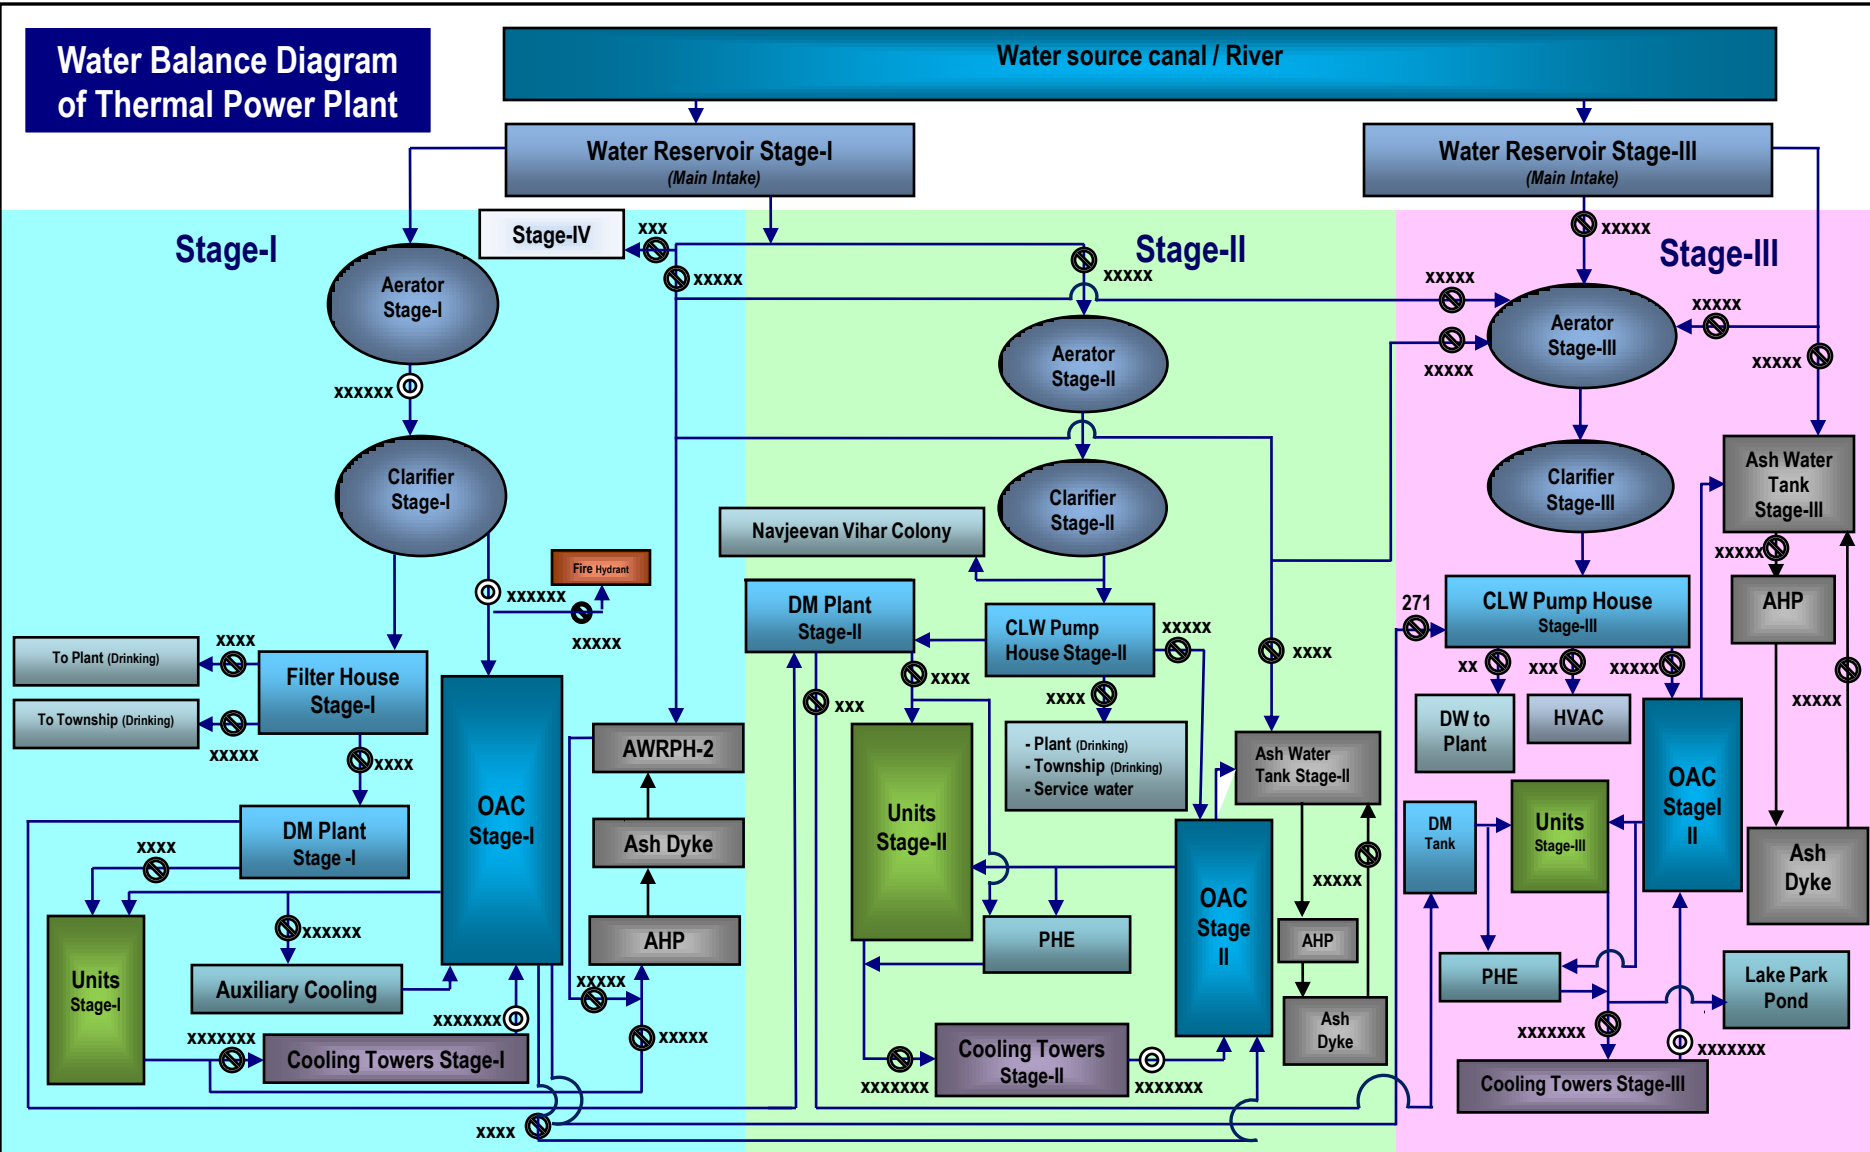 Water Balance Diagram
of Thermal Power Plant
Water source canal / River
Water Reservoir Stage-I
(Main Intake)
Water Reservoir Stage-III
(Main Intake)
Stage-I
Stage-IV
xxx
xxxxx
Stage-II
xxxxx
Stage-III
xxxxx
Aerator
Stage-I
xxxxxx
Clarifier
Stage-I
xxxxxx
Fire Hydrant
xxxxx
To Plant (Drinking)
xxxx
To Township (Drinking)
xxxxx
Filter House
Stage-I
xxxx
DM Plant
Stage -I
xxxx
OAC
Stage-I
xxxxxx
Units
Stage-I
Auxiliary Cooling
xxxxxxx
xxxxxxx
Cooling Towers Stage-I
xxxx
AWRPH-2
Ash Dyke
AHP
xxxxx
xxxxx
Aerator
Stage-II
Clarifier
Stage-II
Navjeevan Vihar Colony
DM Plant
Stage-II
CLW Pump
House Stage-II
xxxxx
xxxx
xxxx
xxx
xxxx
- Plant (Drinking)
- Township (Drinking)
- Service water
Ash Water
Tank Stage-II
Units
Stage-II
OAC
Stage
II
xxxxx
PHE
AHP
Ash
Dyke
Cooling Towers
Stage-II
xxxxxxx
xxxxxxx
xxxxx
xxxxx
xxxxx
xxxxx
Aerator
Stage-III
Clarifier
Stage-III
Ash Water
Tank
Stage-III
xxxxx
271
CLW Pump House
Stage-III
AHP
xx
xxx
xxxxx
xxxxx
DW to
Plant
HVAC
OAC
StageI
II
DM
Tank
Units
Stage-III
Ash
Dyke
PHE
Lake Park
Pond
xxxxxxx
xxxxxxx
Cooling Towers Stage-III